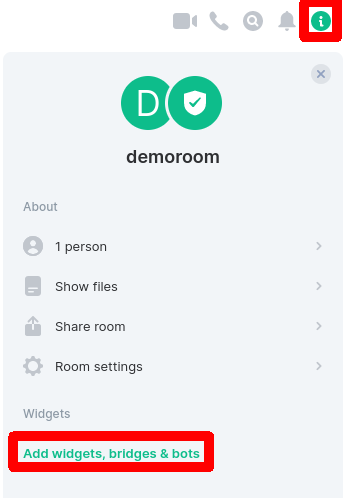 D
demoroom
About
1 person
Show files
Share room
Room settings
Widgets
Add widgets, bridges & bots